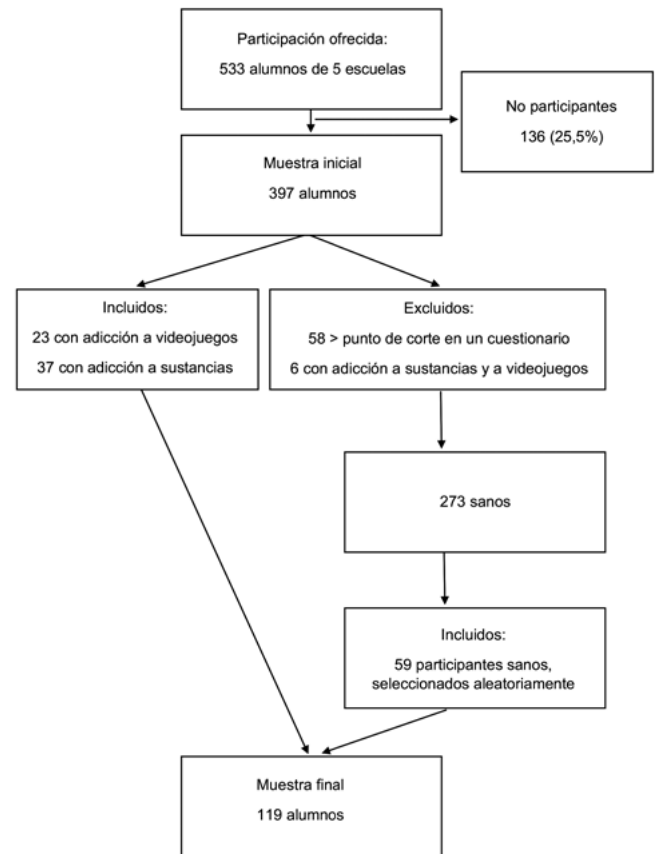 Participación ofrecida:
533 alumnos de 5 escuelas
No participantes
136 (25,5%)
Muestra inicial
397 alumnos
Incluidos:
23 con adicción a videojuegos
37 con adicción a sustancias
Excluidos:
58 > punto de corte en un cuestionario
6 con adicción a sustancias y a videojuegos
273 sanos
Incluidos:
59 participantes sanos,
seleccionados aleatoriamente
Muestra final
119 alumnos